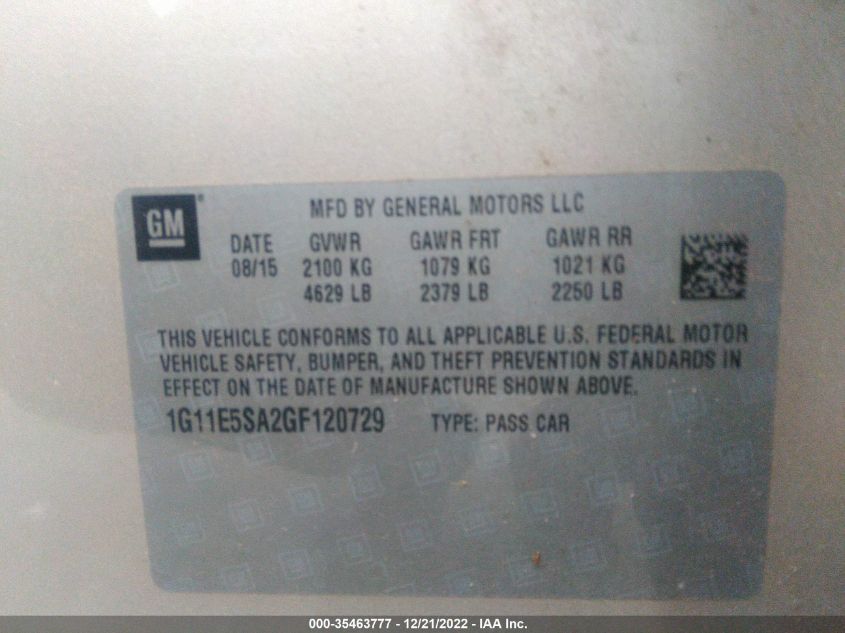 GM®
MFD BY GENERAL MOTORS LLC
DATE GVWR GAWR FRT GAWR RR
08/15 2100 KG 1079 KG 1021 KG
4629 LB 2379 LB 2250 LB
THIS VEHICLE CONFORMS TO ALL APPLICABLE U.S. FEDERAL MOTOR
VEHICLE SAFETY, BUMPER, AND THEFT PREVENTION STANDARDS IN
EFFECT ON THE DATE OF MANUFACTURE SHOWN ABOVE.
1G11E5SA2GF120729 TYPE: PASS CAR
000-35463777 - 12/21/2022 - IAA Inc.